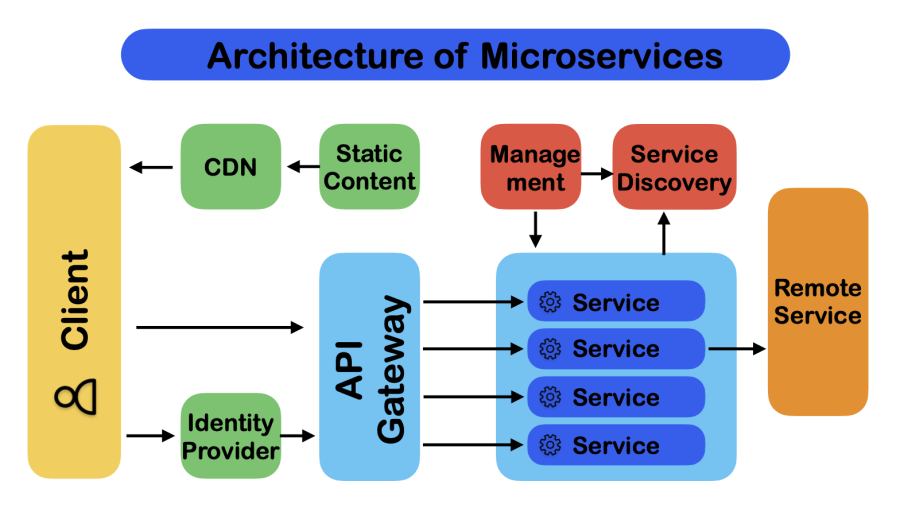 Architecture of Microservices
Client
CDN
Static
Content
Manage
ment
Service
Discovery
Remote
Service
API
Gateway
Identity
Provider
Service
Service
Service
Service